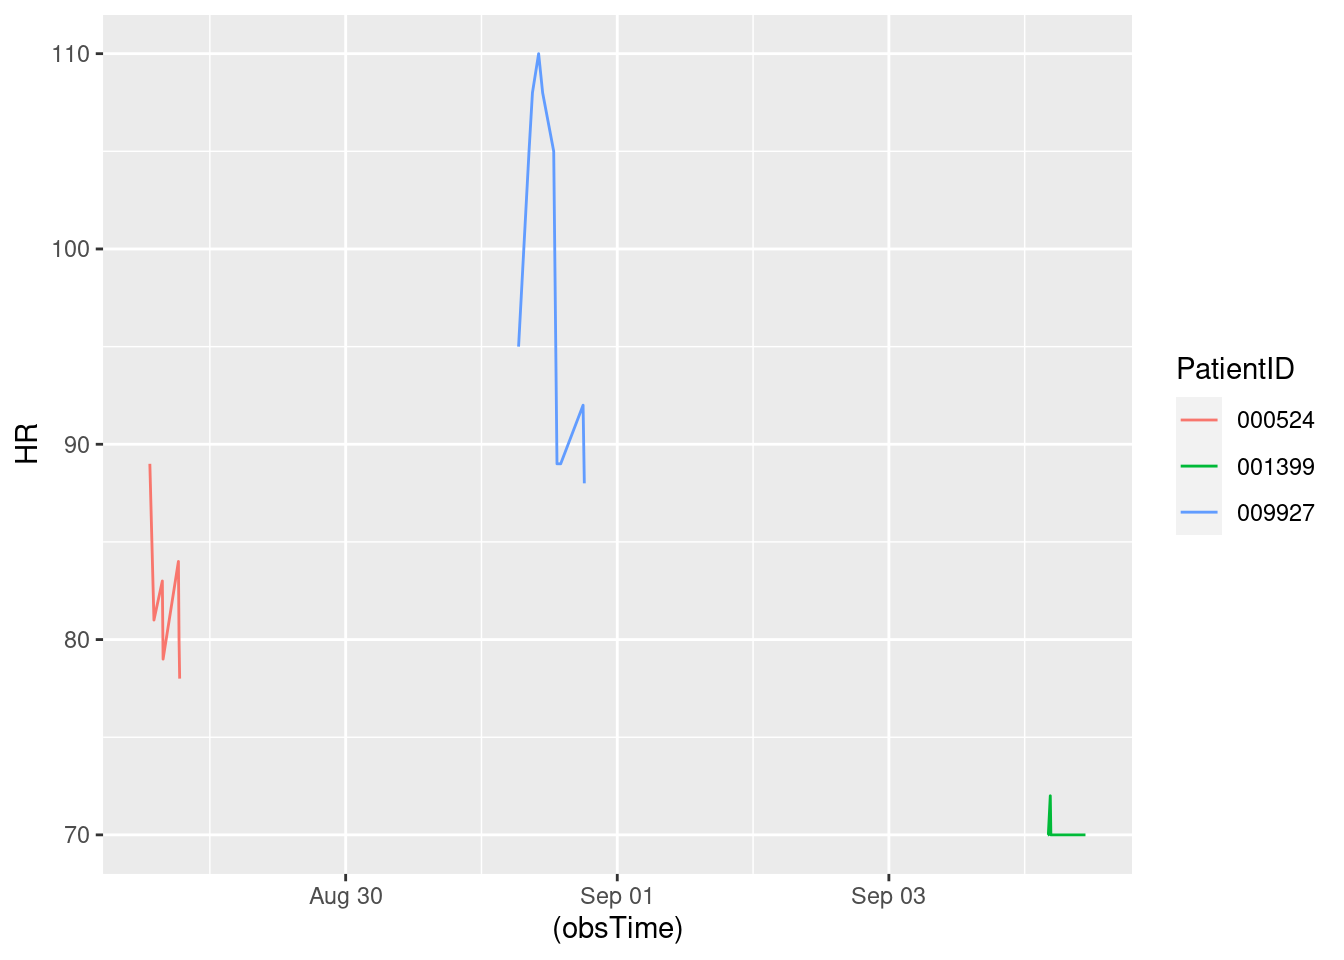 110
100
90
80
70
HR
Aug 30
Sep 01
Sep 03
(obsTime)
PatientID
000524
001399
009927